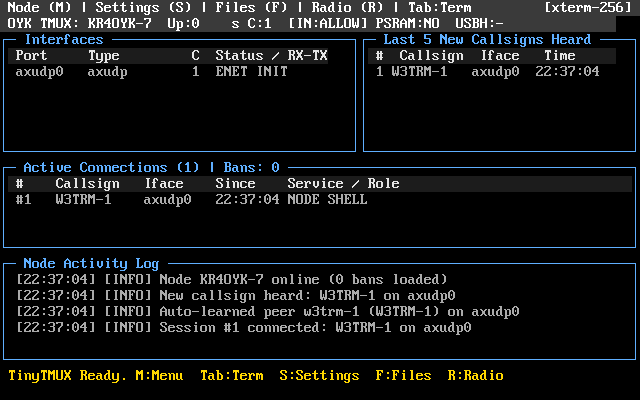 Node (M) | Settings (S) | Files (F) | Radio (R) | Tab:Term [xterm-256]
OYK TMUX: KR4OYK-7 Up:0 s C:1 [IN:ALLOW] PSRAM:NO USBH:-
Interfaces
Port Type C Status / RX-TX
axudp0 axudp 1 ENET INIT
Last 5 New Callsigns Heard
# Callsign Iface Time
1 W3TRM-1 axudp0 22:37:04
Active Connections (1) | Bans: 0
# Callsign Iface Since Service / Role
#1 W3TRM-1 axudp0 22:37:04 NODE SHELL
Node Activity Log
[22:37:04] [INFO] Node KR4OYK-7 online (0 bans loaded)
[22:37:04] [INFO] New callsign heard: W3TRM-1 on axudp0
[22:37:04] [INFO] Auto-learned peer w3trm-1 (W3TRM-1) on axudp0
[22:37:04] [INFO] Session #1 connected: W3TRM-1 on axudp0
TinyTMUX Ready. M:Menu Tab:Term S:Settings F:Files R:Radio